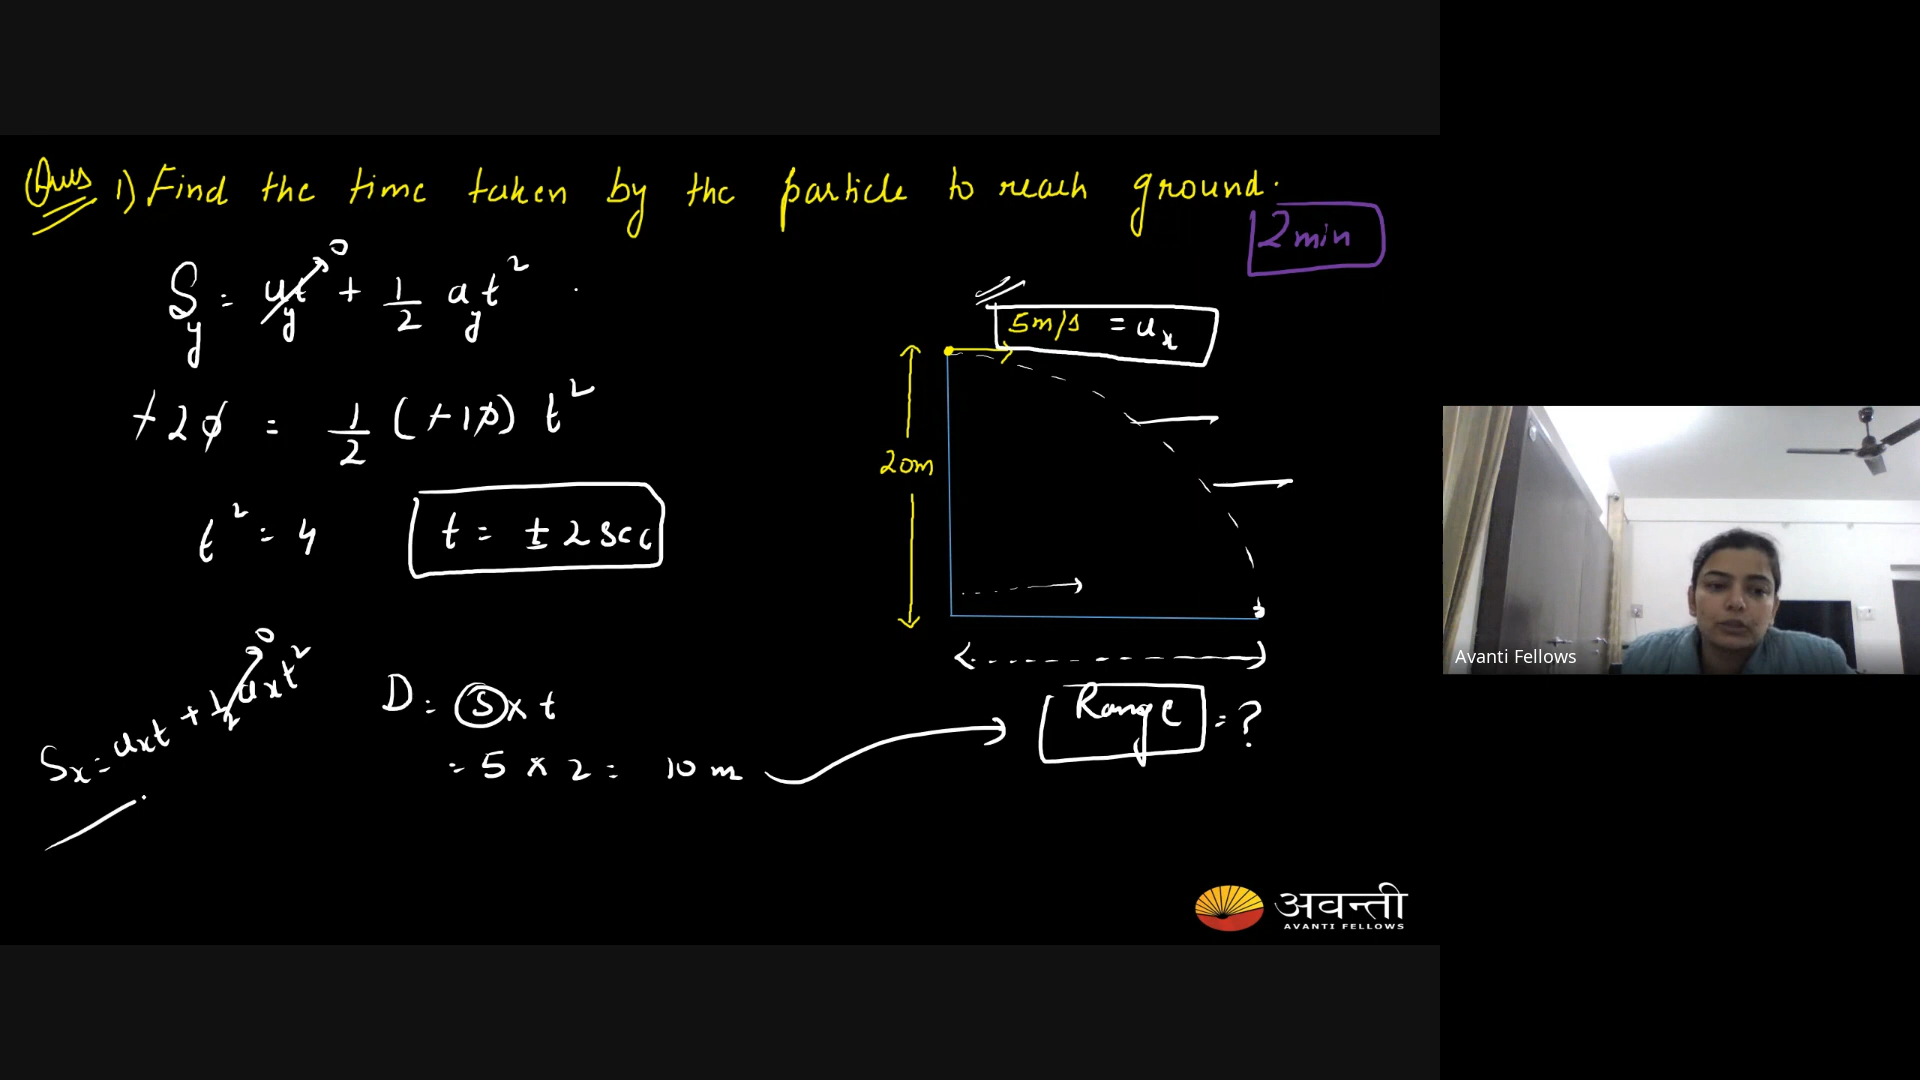 Ques 1) Find the time taken by the particle to reach ground.
2 min
Sy = uyt 0 + 1/2 ayt²
5m/s = ux
+20 = 1/2 (+10) t²
20m
t² = 4
t = ± 2 sec
Sx = uxt + 1/2 axt² 0
D = S x t
= 5 x 2 = 10 m
Range = ?
Avanti Fellows
अवन्ती
AVANTI FELLOWS